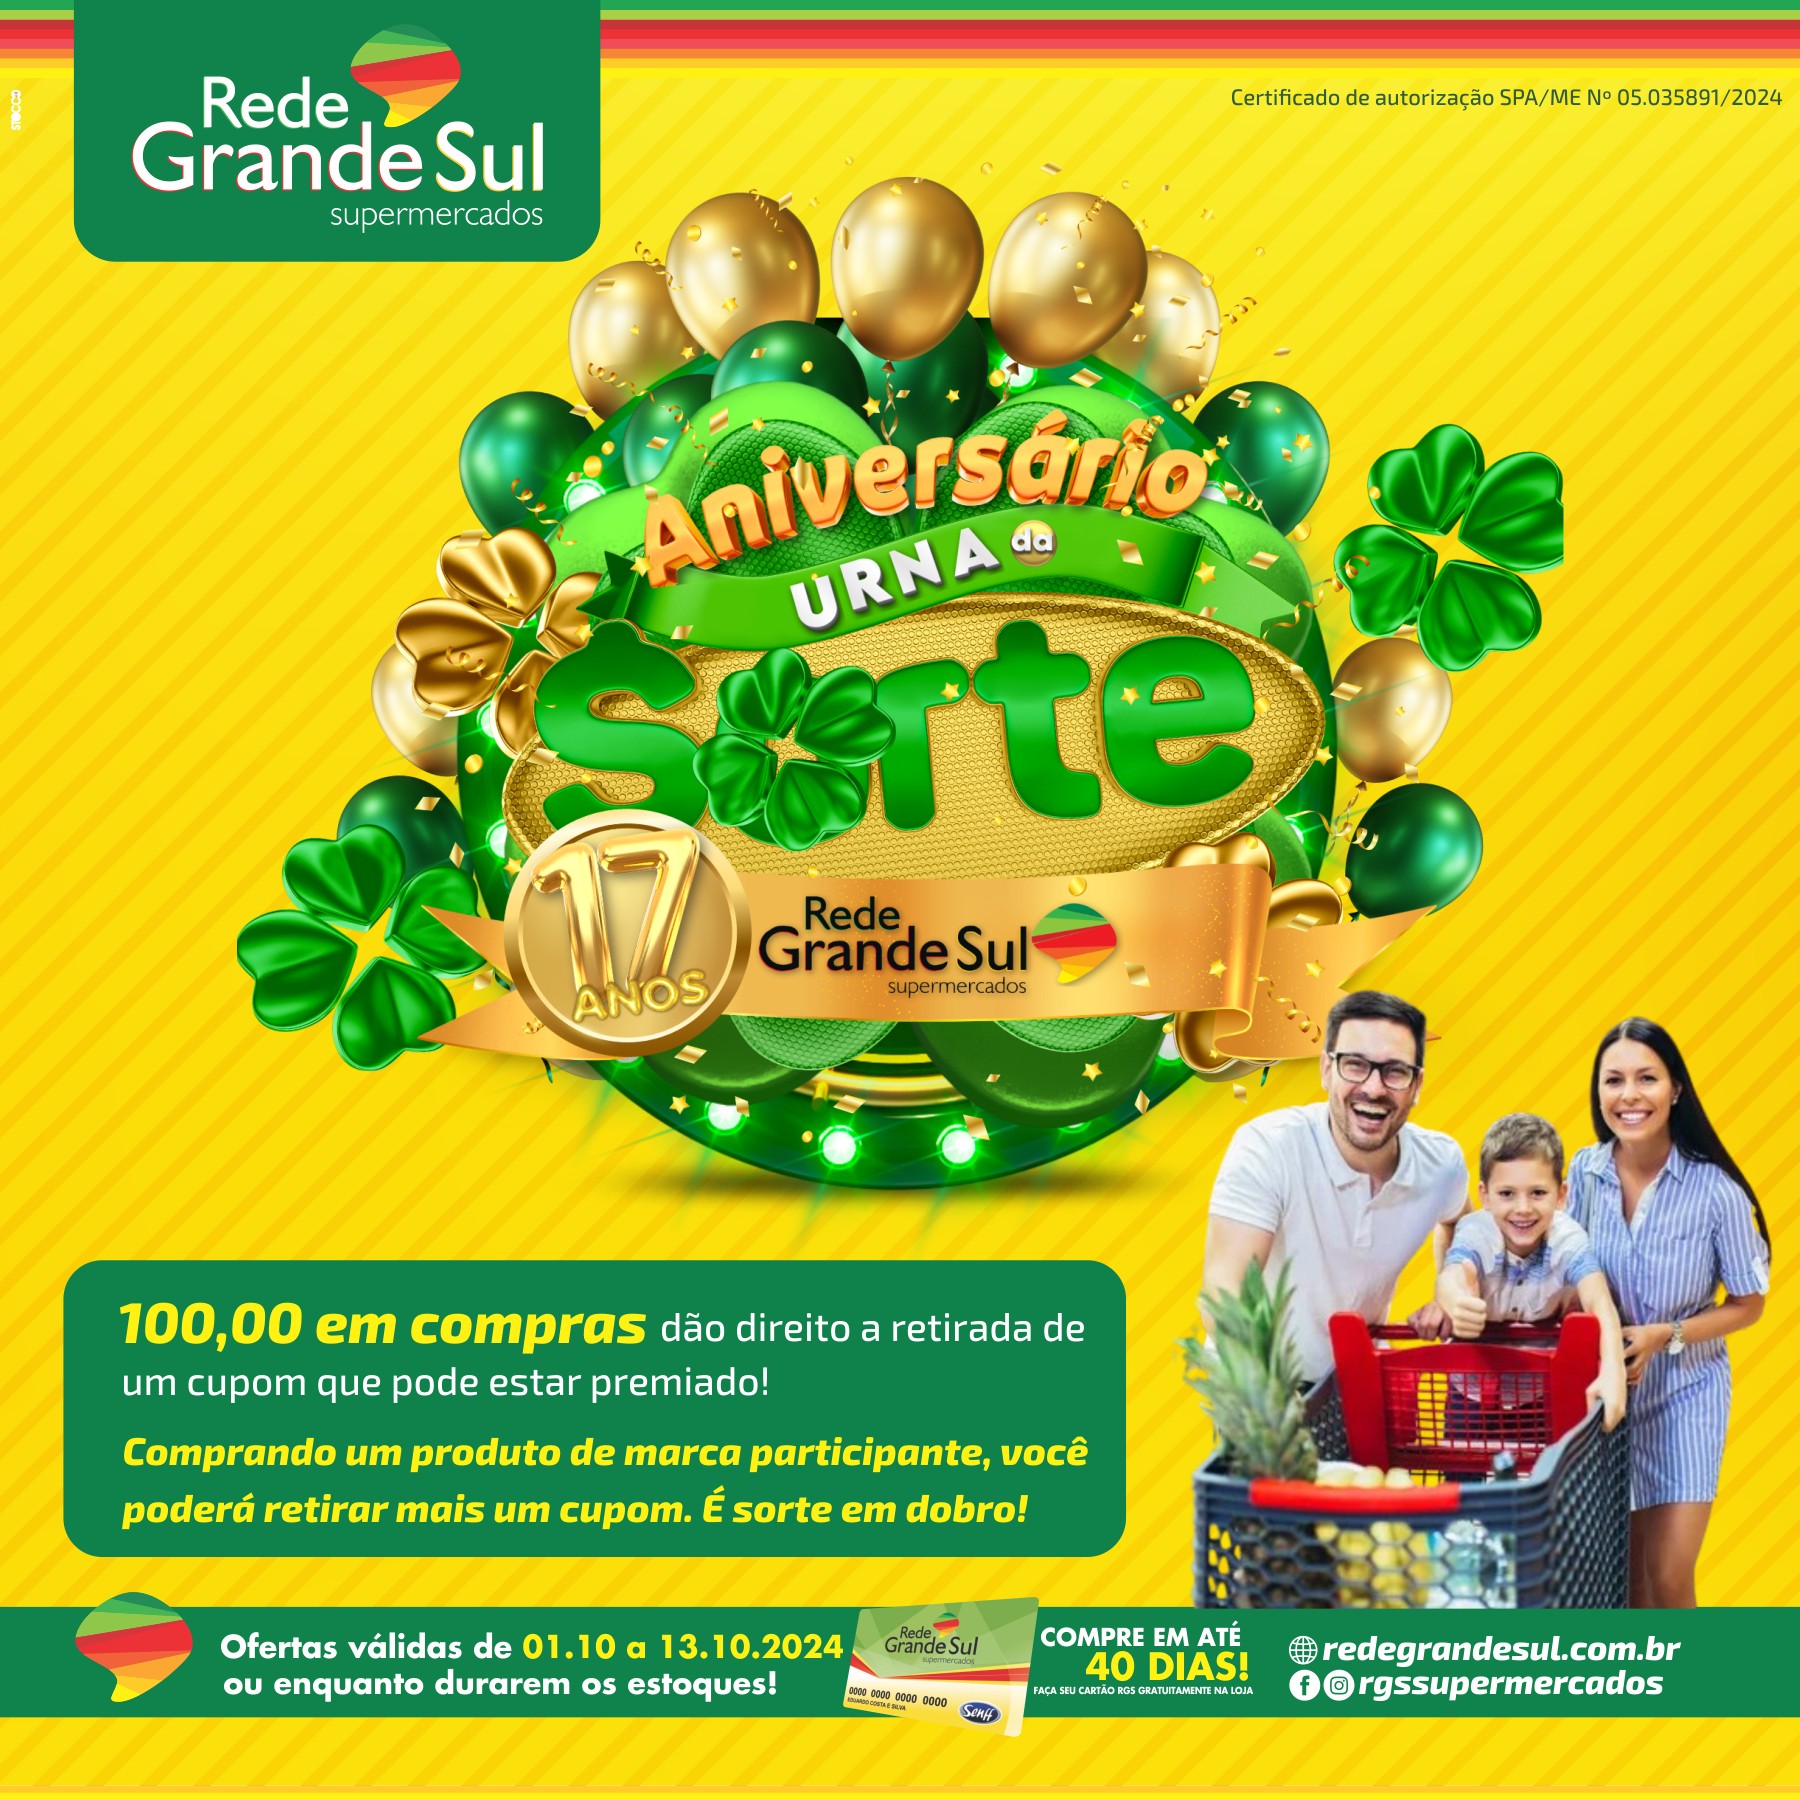 Rede
Grande Sul
supermercados
STOCCO
Certificado de autorização SPA/ME Nº 05.035891/2024
Aniversário
URNA da
Sorte
17
ANOS
Rede
Grande Sul
supermercados
100,00 em compras dão direito a retirada de
um cupom que pode estar premiado!
Comprando um produto de marca participante, você
poderá retirar mais um cupom. É sorte em dobro!
Ofertas válidas de 01.10 a 13.10.2024
ou enquanto durarem os estoques!
Rede
Grande Sul
supermercados
0000 0000 0000 0000
EDUARDO COSTA E SILVA
Senff
COMPRE EM ATÉ
40 DIAS!
FAÇA SEU CARTÃO RGS GRATUITAMENTE NA LOJA
redegrandesul.com.br
rgssupermercados